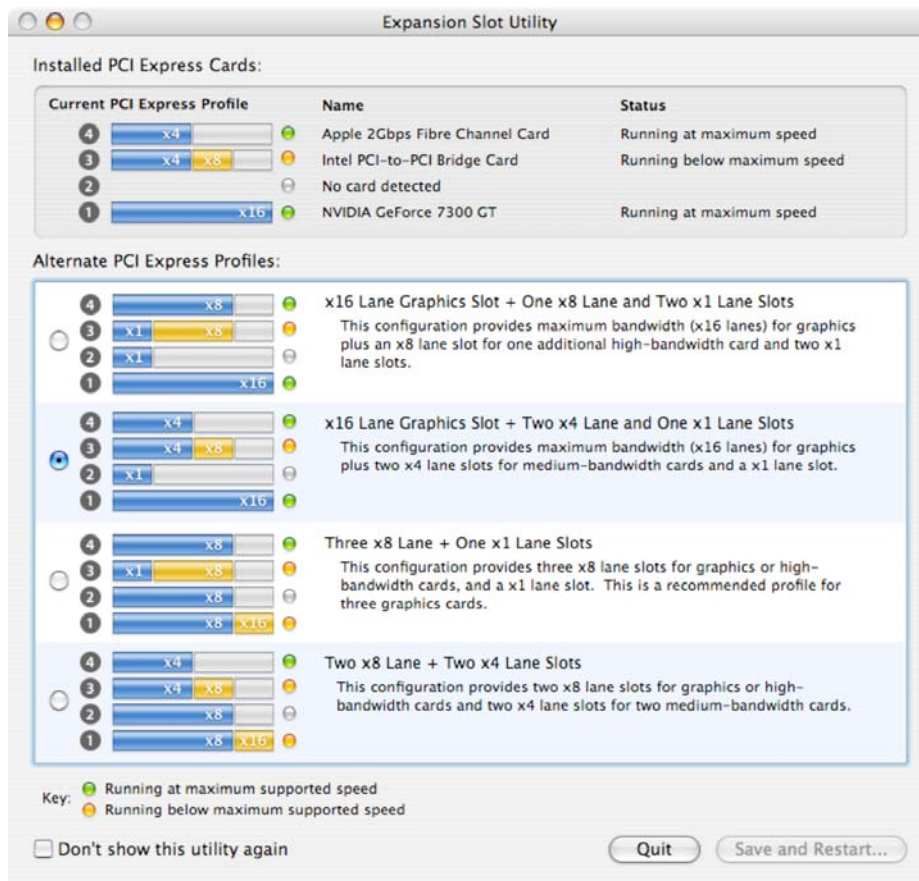 Expansion Slot Utility
Installed PCI Express Cards:
Current PCI Express Profile Name Status
4 x4 Apple 2Gbps Fibre Channel Card Running at maximum speed
3 x4 x8 Intel PCI-to-PCI Bridge Card Running below maximum speed
2 No card detected
1 x16 NVIDIA GeForce 7300 GT Running at maximum speed
Alternate PCI Express Profiles:
4 x8
3 x1 x8
2 x1
1 x16
x16 Lane Graphics Slot + One x8 Lane and Two x1 Lane Slots
This configuration provides maximum bandwidth (x16 lanes) for graphics
plus an x8 lane slot for one additional high-bandwidth card and two x1
lane slots.
4 x4
3 x4 x8
2 x1
1 x16
x16 Lane Graphics Slot + Two x4 Lane and One x1 Lane Slots
This configuration provides maximum bandwidth (x16 lanes) for graphics
plus two x4 lane slots for medium-bandwidth cards and a x1 lane slot.
4 x8
3 x1 x8
2 x8
1 x8 x16
Three x8 Lane + One x1 Lane Slots
This configuration provides three x8 lane slots for graphics or high-
bandwidth cards, and a x1 lane slot. This is a recommended profile for
three graphics cards.
4 x4
3 x4 x8
2 x8
1 x8 x16
Two x8 Lane + Two x4 Lane Slots
This configuration provides two x8 lane slots for graphics or high-
bandwidth cards and two x4 lane slots for two medium-bandwidth cards.
Key: Running at maximum supported speed
Running below maximum supported speed
Don't show this utility again
Quit
Save and Restart...